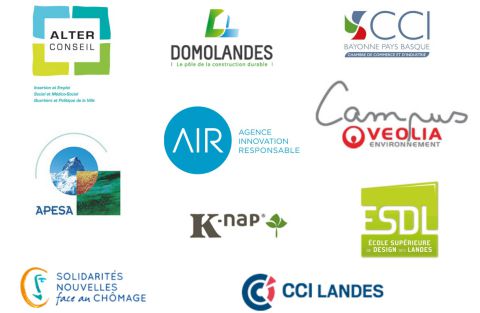 ALTER
CONSEIL
Insertion et Emploi
Social et Médico-Social
Quartiers et Politique de la Ville
DOMOLANDES
! Le pôle de la construction durable !
CCI
BAYONNE PAYS BASQUE
CHAMBRE DE COMMERCE ET D'INDUSTRIE
AIR
AGENCE
INNOVATION
RESPONSABLE
Campus
VEOLIA
ENVIRONNEMENT
APESA
K-nap®
ESDL
ÉCOLE SUPÉRIEURE
DE DESIGN DES LANDES
SOLIDARITÉS
NOUVELLES
face au CHÔMAGE
CCI LANDES